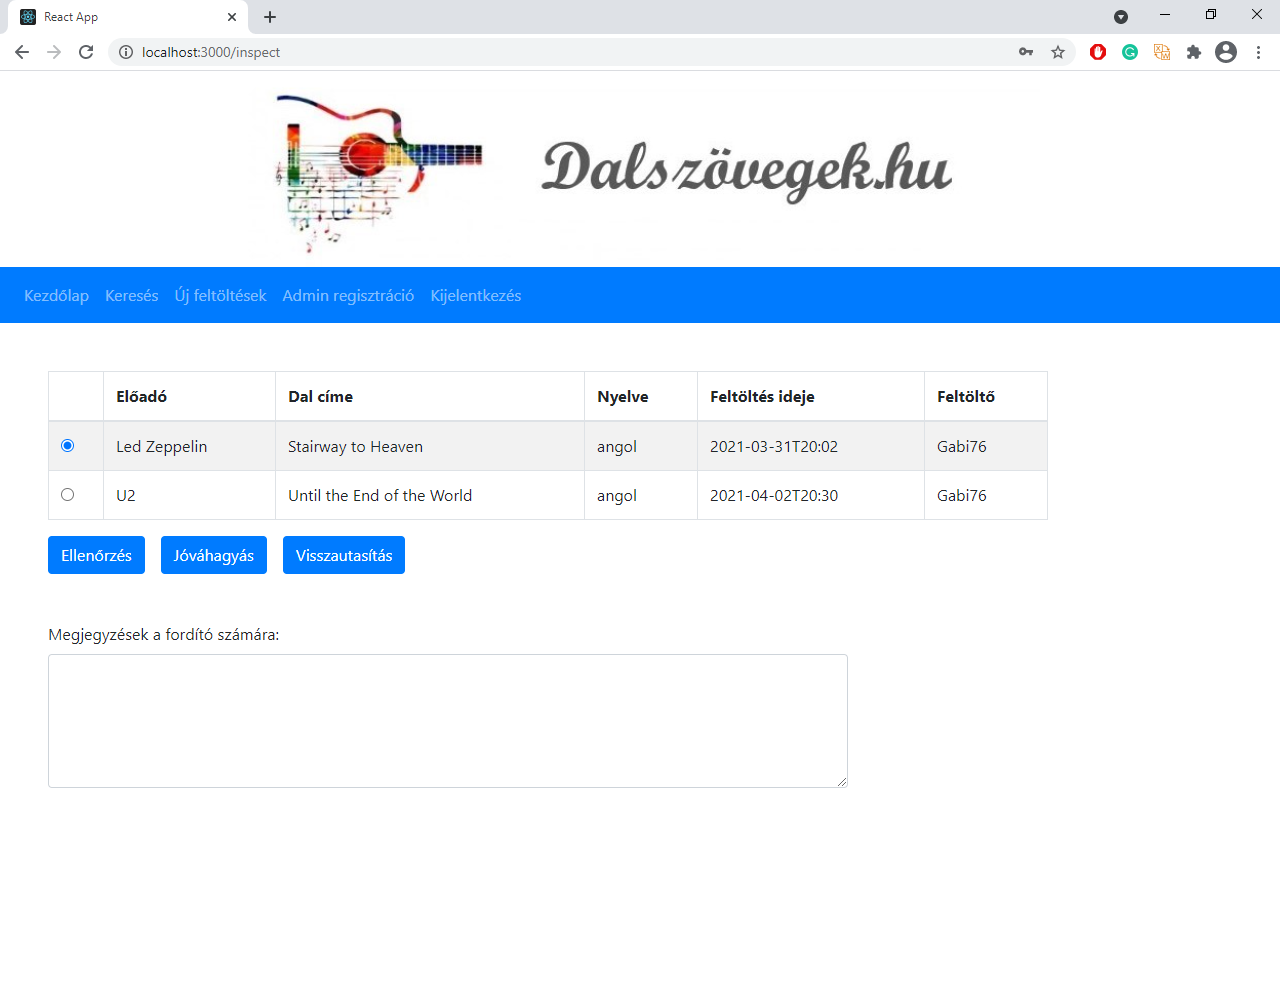 React App
localhost:3000/inspect
Dalszövegek.hu
Kezdőlap Keresés Új feltöltések Admin regisztráció Kijelentkezés
Előadó Dal címe Nyelve Feltöltés ideje Feltöltő
Led Zeppelin Stairway to Heaven angol 2021-03-31T20:02 Gabi76
U2 Until the End of the World angol 2021-04-02T20:30 Gabi76
Ellenőrzés Jóváhagyás Visszautasítás
Megjegyzések a fordító számára: